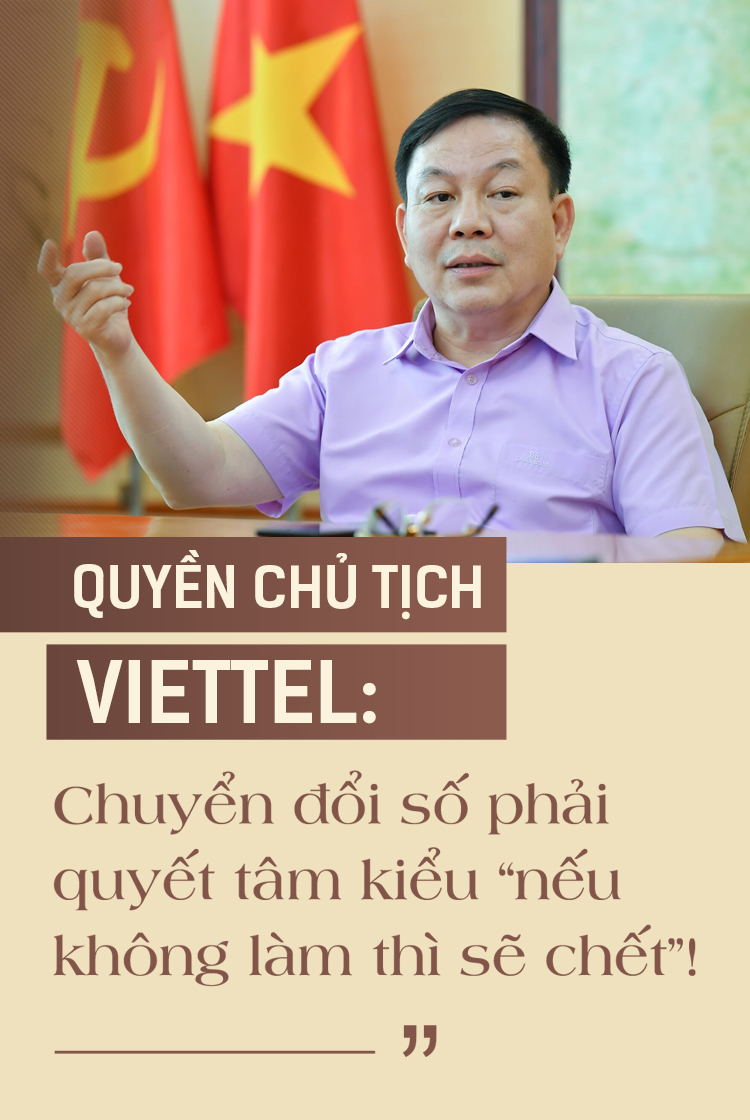 QUYỀN CHỦ TỊCH
VIETTEL:
Chuyển đổi số phải
quyết tâm kiểu “nếu
không làm thì sẽ chết”!
”